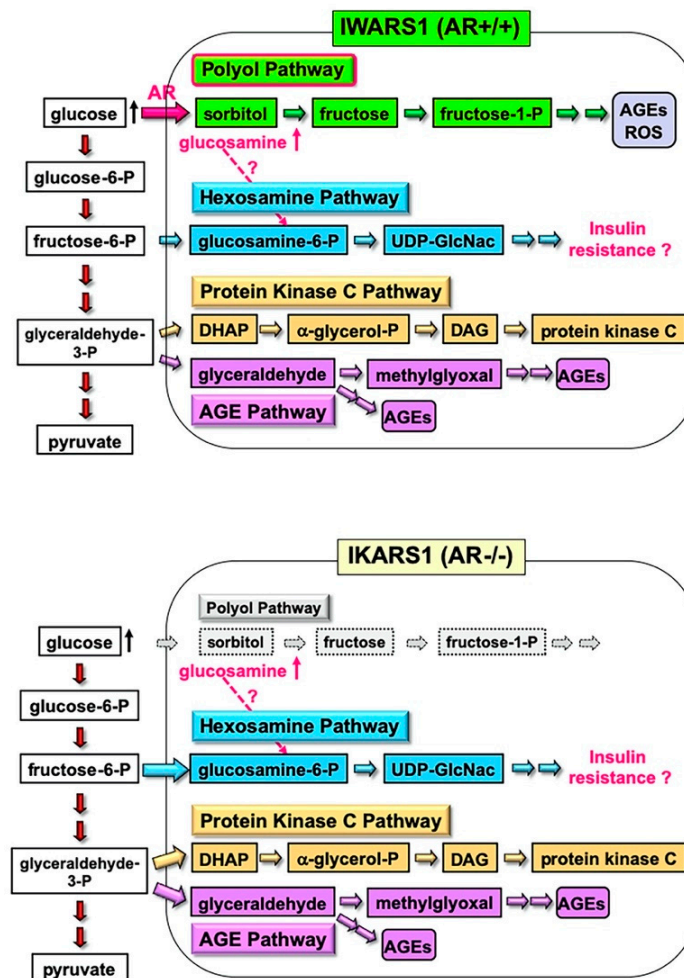 IWARS1 (AR+/+)
Polyol Pathway
AR
glucose
sorbitol
fructose
fructose-1-P
AGEs
ROS
glucosamine
?
glucose-6-P
Hexosamine Pathway
fructose-6-P
glucosamine-6-P
UDP-GlcNac
Insulin
resistance ?
Protein Kinase C Pathway
glyceraldehyde-
3-P
DHAP
α-glycerol-P
DAG
protein kinase C
glyceraldehyde
methylglyoxal
AGEs
AGE Pathway
AGEs
pyruvate
IKARS1 (AR-/-)
Polyol Pathway
glucose
sorbitol
fructose
fructose-1-P
glucosamine
?
glucose-6-P
Hexosamine Pathway
fructose-6-P
glucosamine-6-P
UDP-GlcNac
Insulin
resistance ?
Protein Kinase C Pathway
glyceraldehyde-
3-P
DHAP
α-glycerol-P
DAG
protein kinase C
glyceraldehyde
methylglyoxal
AGEs
AGE Pathway
AGEs
pyruvate